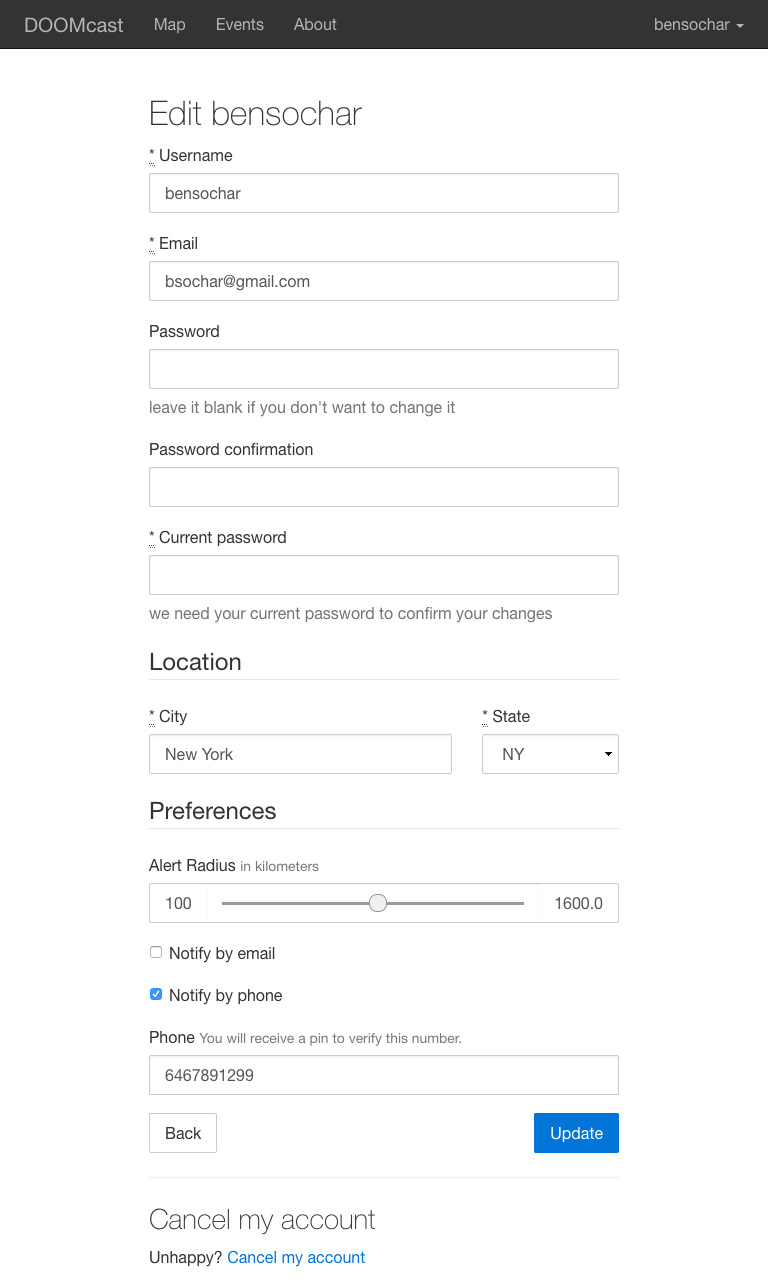 DOOMcast Map Events About bensochar
Edit bensochar
* Username
bensochar
* Email
bsochar@gmail.com
Password
leave it blank if you don't want to change it
Password confirmation
* Current password
we need your current password to confirm your changes
Location
* City * State
New York NY
Preferences
Alert Radius in kilometers
100 1600.0
Notify by email
Notify by phone
Phone You will receive a pin to verify this number.
6467891299
Back Update
Cancel my account
Unhappy? Cancel my account